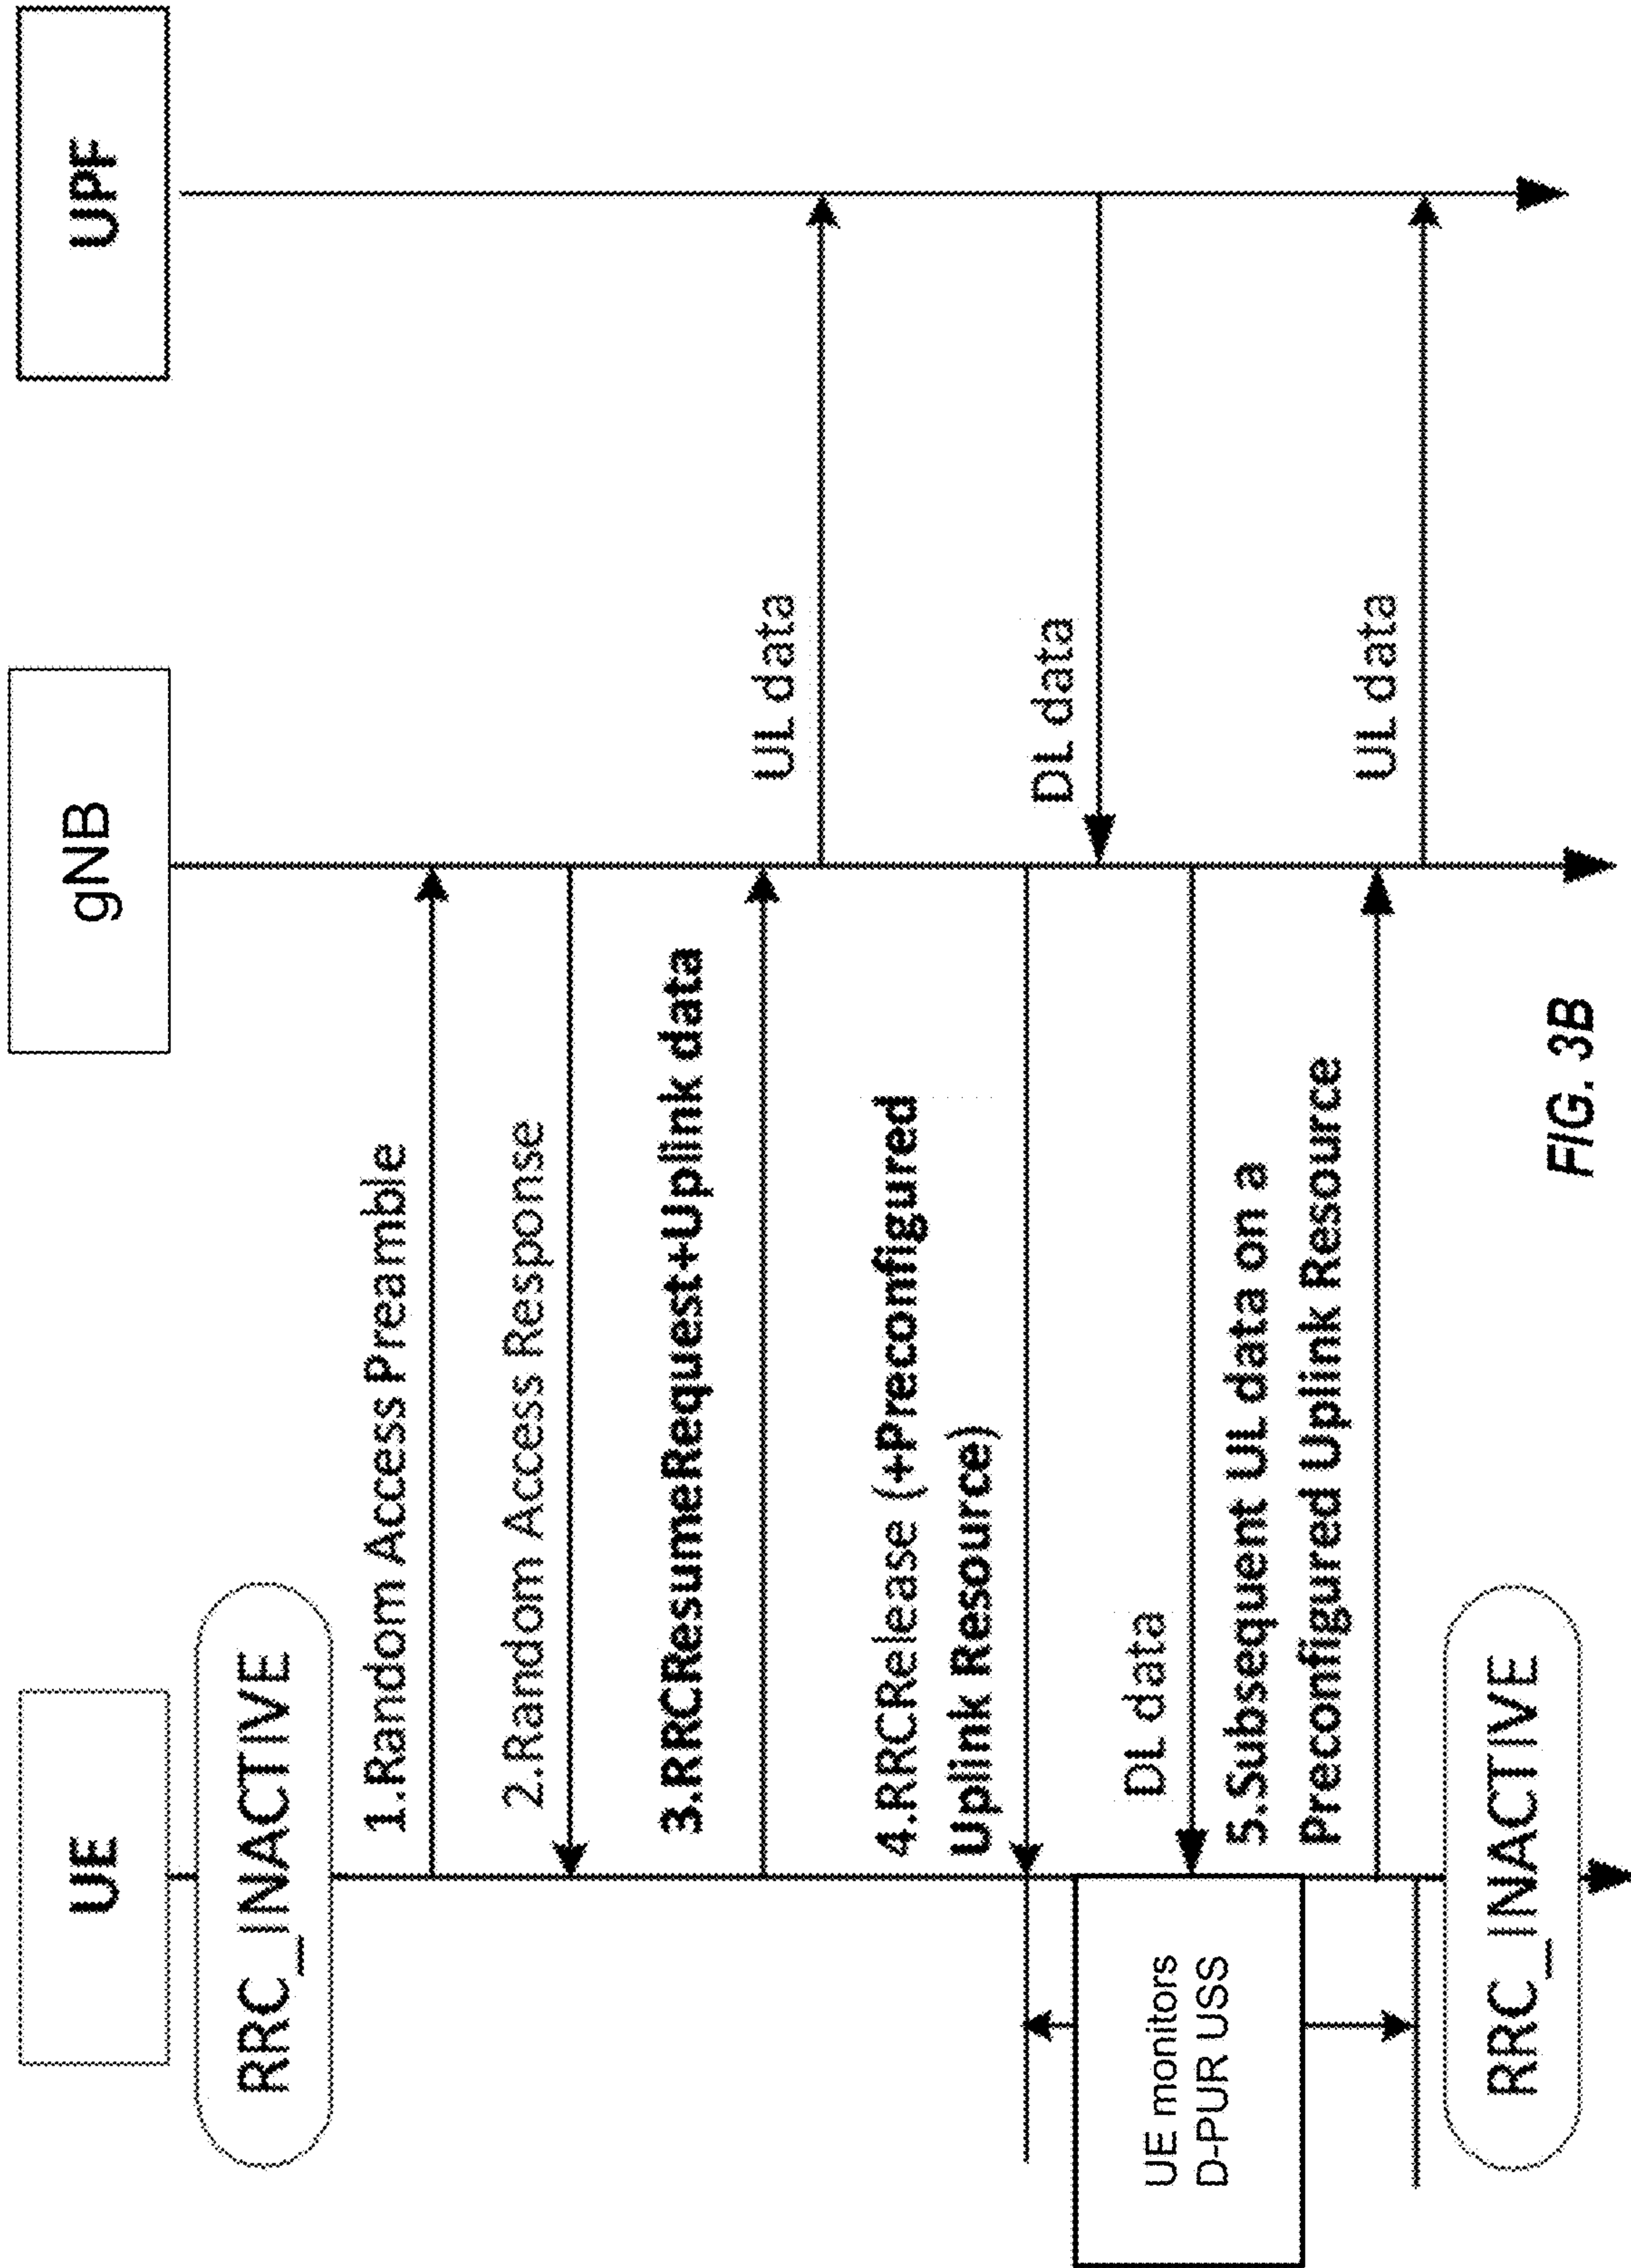 UE
gNB
UPF
RRC_INACTIVE
1.Random Access Preamble
2.Random Access Response
3.RRCResumeRequest+Uplink data
UL data
4.RRCRelease (+Preconfigured
Uplink Resource)
DL data
UE monitors
D-PUR USS
DL data
5.Subsequent UL data on a
Preconfigured Uplink Resource
UL data
RRC_INACTIVE
FIG. 3B